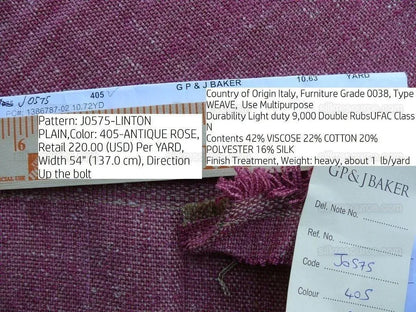 J0575
405
G P & J BAKER
10.63 YARD
PC#: 1386787-02 10.72YD
Pattern: J0575-LINTON
PLAIN,Color: 405-ANTIQUE ROSE,
Retail 220.00 (USD) Per YARD,
Width 54" (137.0 cm), Direction
Up the bolt
Country of Origin Italy, Furniture Grade 0038, Type
WEAVE, Use Multipurpose
Durability Light duty 9,000 Double RubsUFAC Class
N
Contents 42% VISCOSE 22% COTTON 20%
POLYESTER 16% SILK
Finish Treatment, Weight: heavy, about 1 lb/yard
6
GP & J BAKER
Del. Note No.
Ref. No.
Code J0575
Colour 405